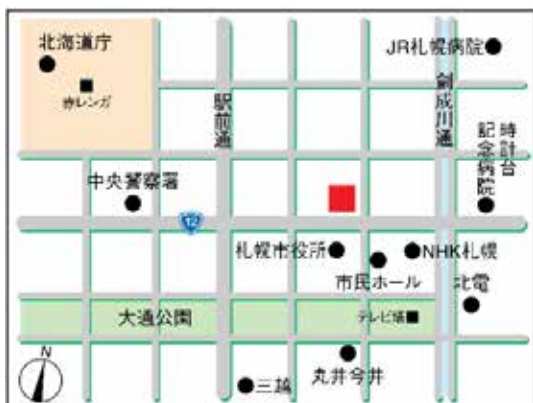 北海道庁
JR札幌病院
赤レンガ
駅前通
創成川通
時計台
記念病院
中央警察署
12
札幌市役所
NHK札幌
市民ホール
北電
大通公園
テレビ塔
丸井今井
三越
N